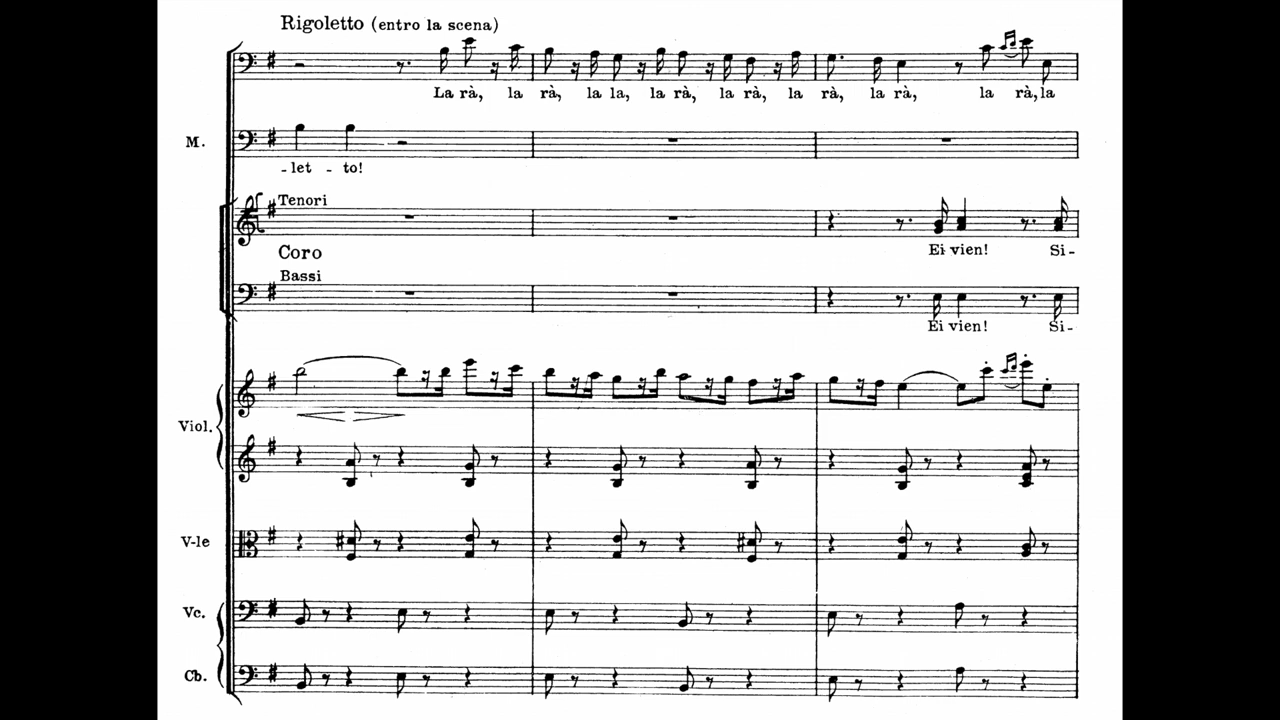 Rigoletto (entro la scena)
La rà, la rà, la la, la rà, la rà, la rà, la rà, la rà, la
M.
- let - to!
Tenori
Ei vien! Si-
Coro
Bassi
Ei vien! Si-
Viol.
V-le
Vc.
Cb.